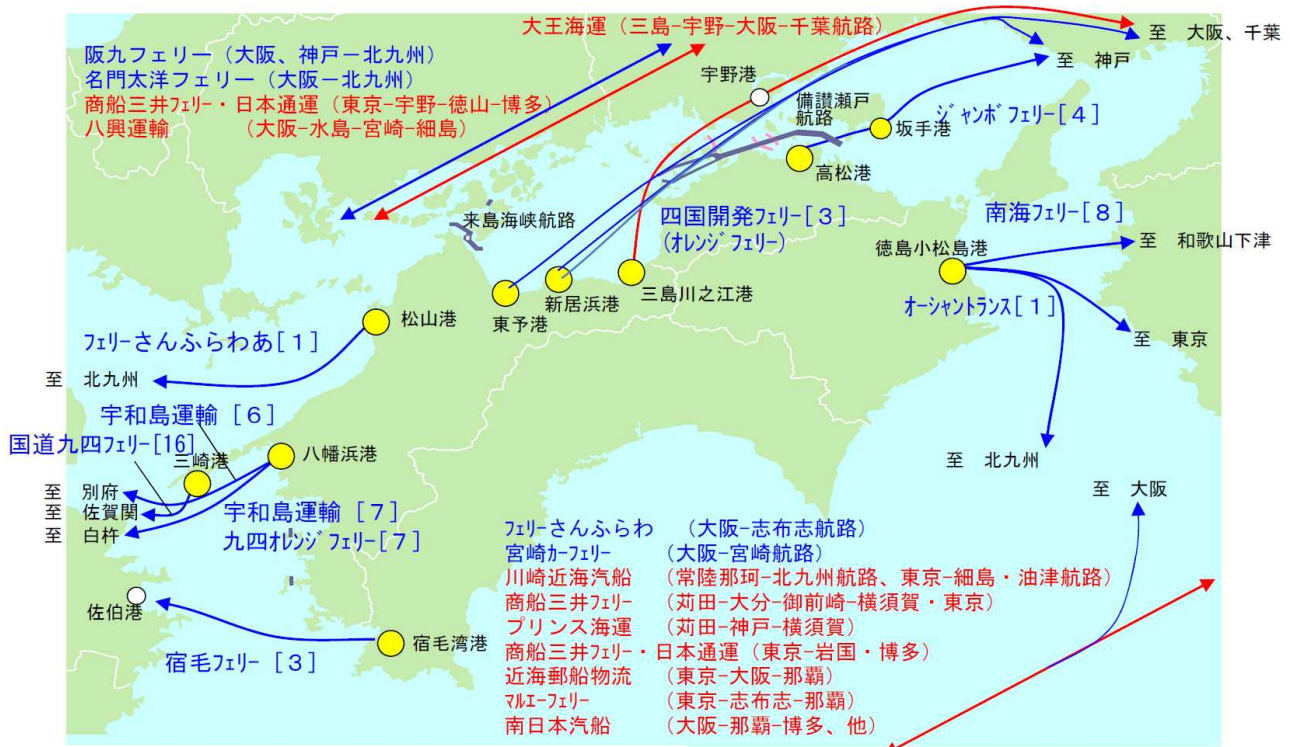 大王海運（三島-宇野-大阪-千葉航路）
至　大阪、千葉
阪九フェリー（大阪、神戸ー北九州）
名門太洋フェリー（大阪ー北九州）
商船三井ﾌｪﾘｰ・日本通運（東京-宇野-徳山-博多）
八興運輸　　　（大阪-水島-宮崎-細島）
至　神戸
宇野港
備讃瀬戸
航路
ｼﾞｬﾝﾎﾞﾌｪﾘｰ［４］
坂手港
高松港
来島海峡航路
四国開発ﾌｪﾘｰ[３]
(ｵﾚﾝｼﾞﾌｪﾘｰ)
南海ﾌｪﾘｰ[８]
至　和歌山下津
徳島小松島港
三島川之江港
新居浜港
東予港
ｵｰｼｬﾝﾄﾗﾝｽ[１]
松山港
至　東京
ﾌｪﾘｰさんふらわあ[１]
至　北九州
宇和島運輸［６］
国道九四ﾌｪﾘｰ[16]
三崎港
八幡浜港
至　北九州
至　別府
至　佐賀関
至　白杵
至　大阪
宇和島運輸［７］
九四ｵﾚﾝｼﾞﾌｪﾘｰ[７]
ﾌｪﾘｰさんふらわ　（大阪-志布志航路）
宮崎ｶｰﾌｪﾘｰ　（大阪-宮崎航路）
川崎近海汽船　（常陸那珂-北九州航路、東京-細島・油津航路）
商船三井ﾌｪﾘｰ　（苅田-大分-御前崎-横須賀・東京）
プリンス海運　（苅田-神戸-横須賀）
商船三井ﾌｪﾘｰ・日本通運（東京-岩国・博多）
近海郵船物流　（東京-大阪-那覇）
ﾏﾙｴｰﾌｪﾘｰ　（東京-志布志-那覇）
南日本汽船　（大阪-那覇-博多、他）
佐伯港
宿毛湾港
宿毛ﾌｪﾘｰ［３］